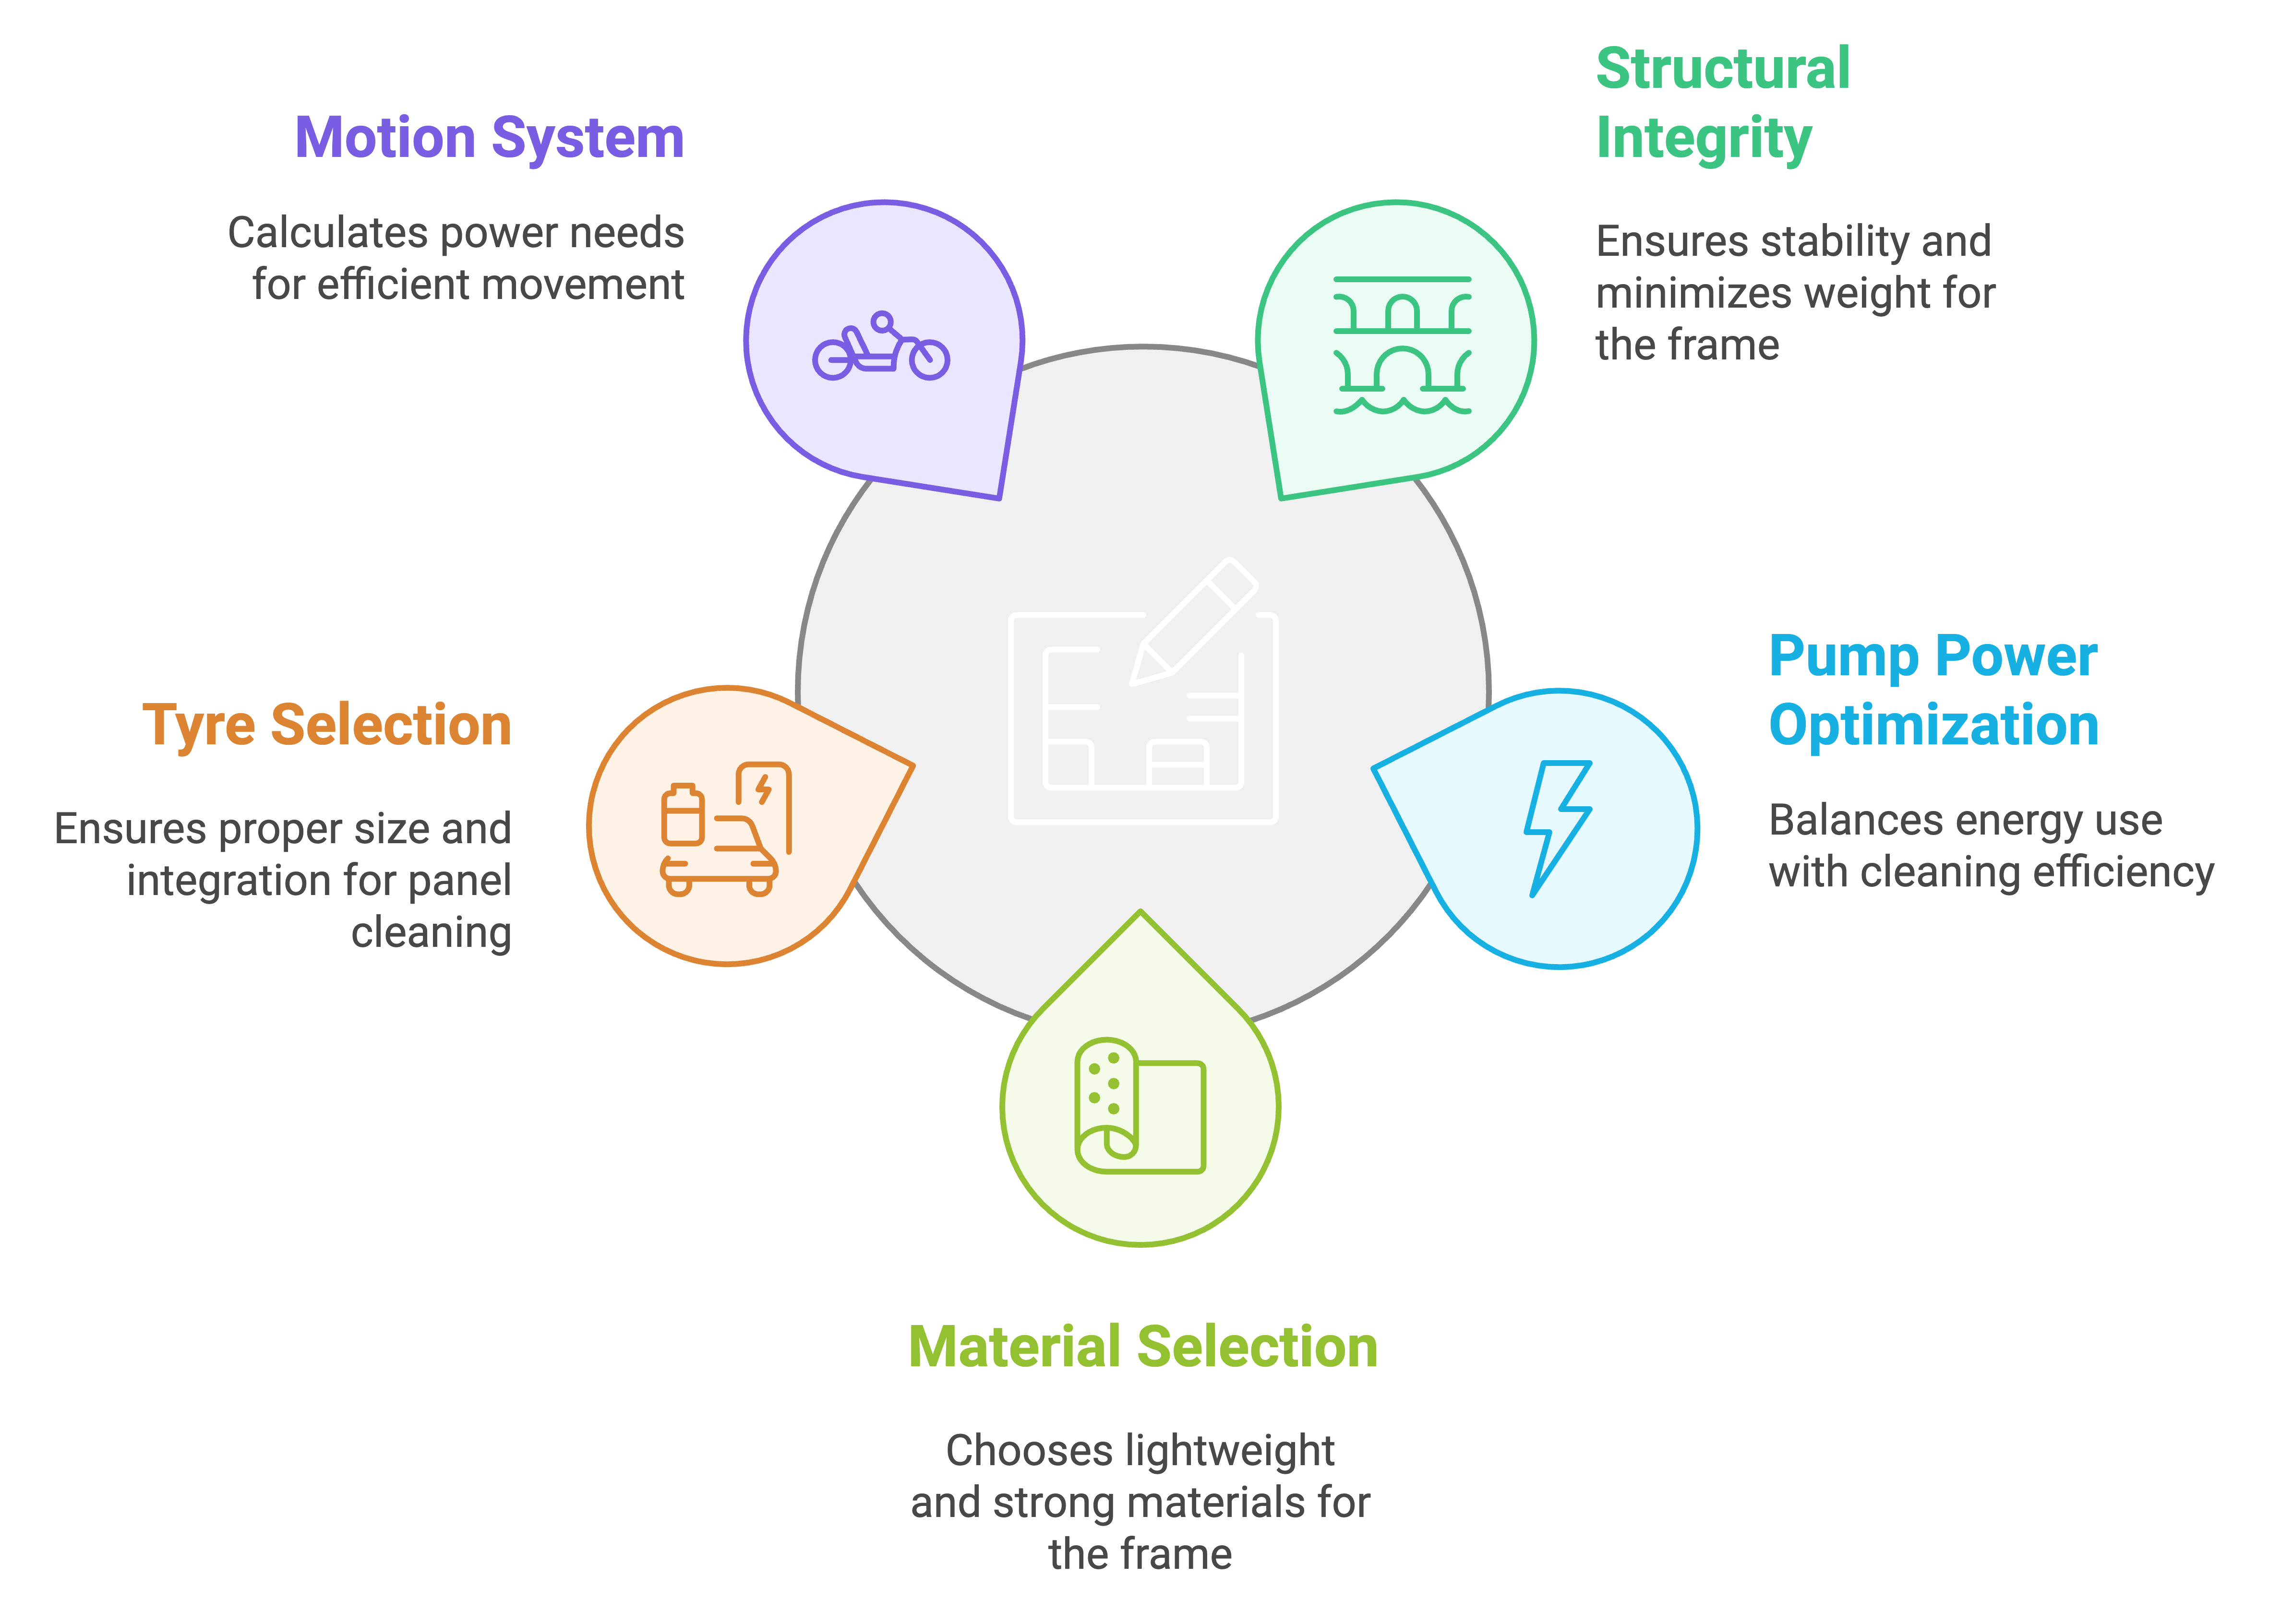 Motion System
Calculates power needs
for efficient movement
Structural
Integrity
Ensures stability and
minimizes weight for
the frame
Tyre Selection
Ensures proper size and
integration for panel
cleaning
Pump Power
Optimization
Balances energy use
with cleaning efficiency
Material Selection
Chooses lightweight
and strong materials for
the frame